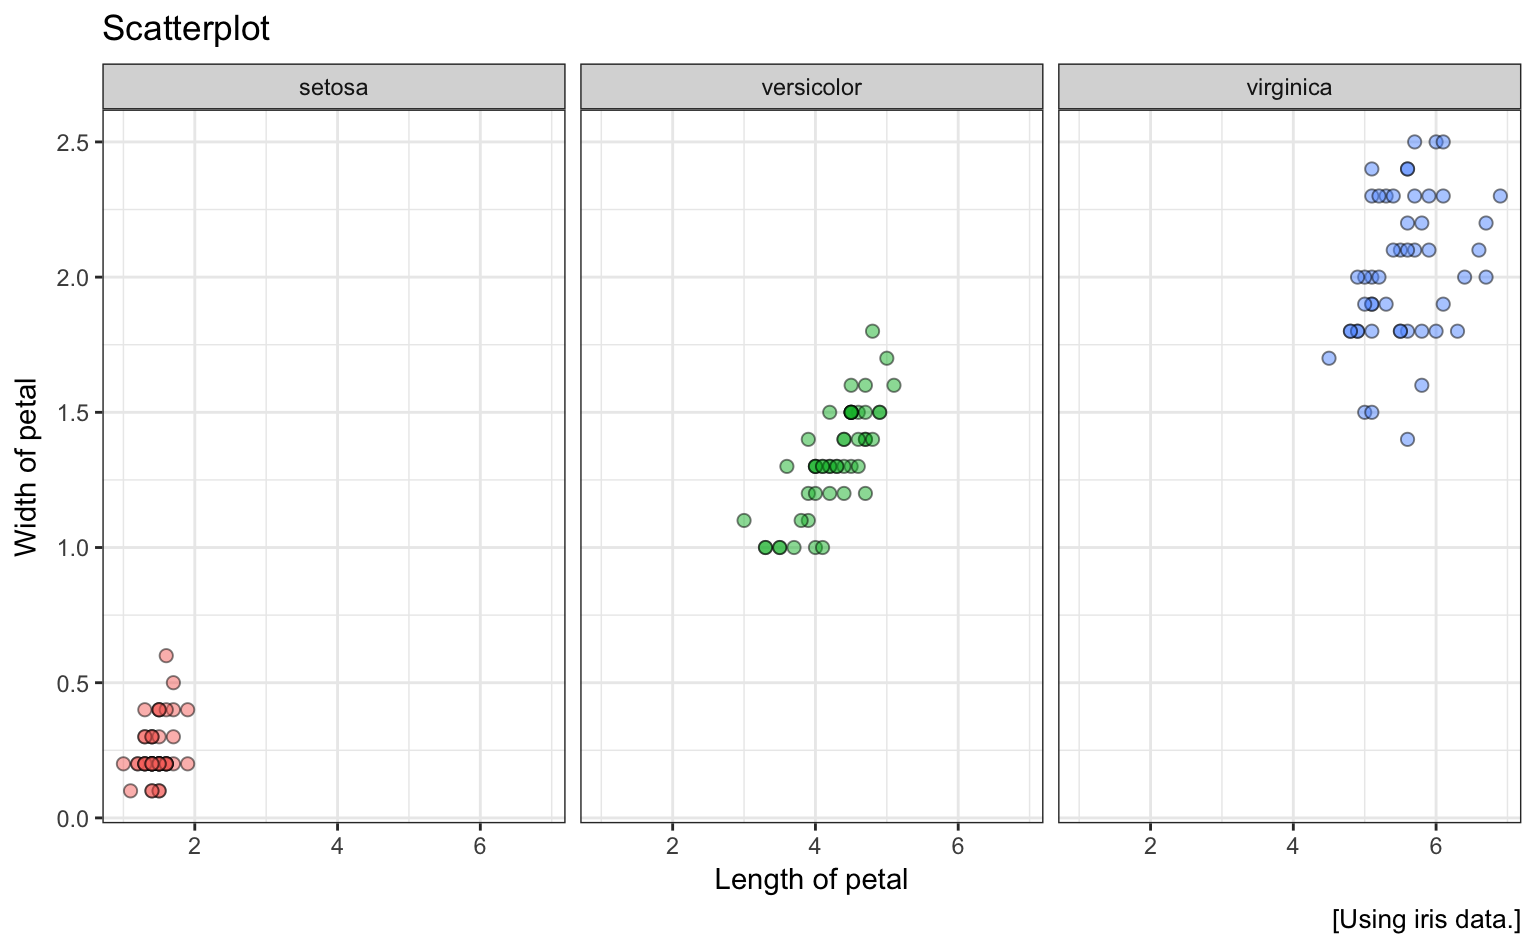 Scatterplot
setosa versicolor virginica
2.5
2.0
1.5
1.0
0.5
0.0
Width of petal
2 4 6 2 4 6 2 4 6
Length of petal
[Using iris data.]